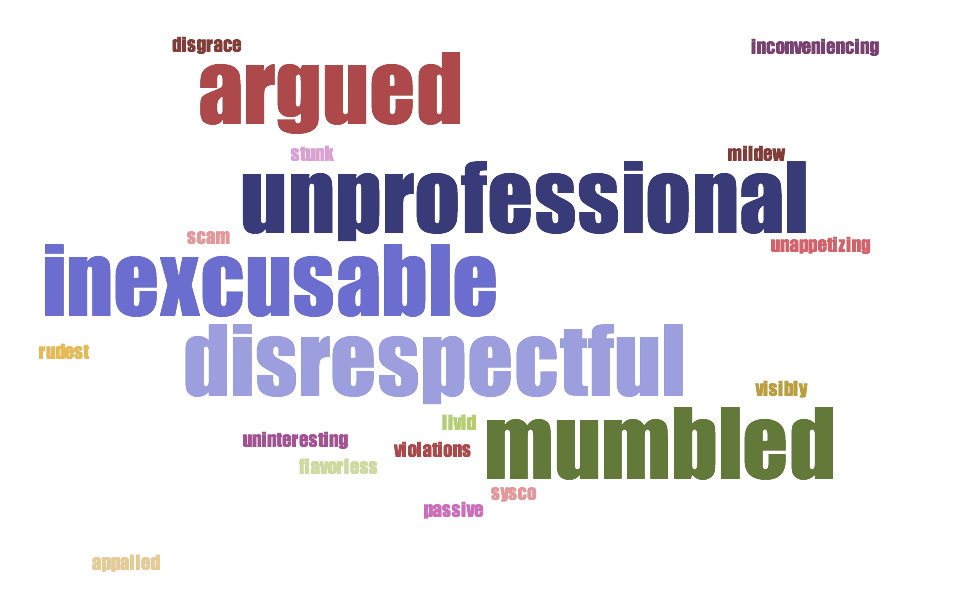 disgrace
inconveniencing
argued
stunk
mildew
unprofessional
scam
unappetizing
inexcusable
rudest
disrespectful
visibly
livid
mumbled
uninteresting
violations
flavorless
sysco
passive
appalled